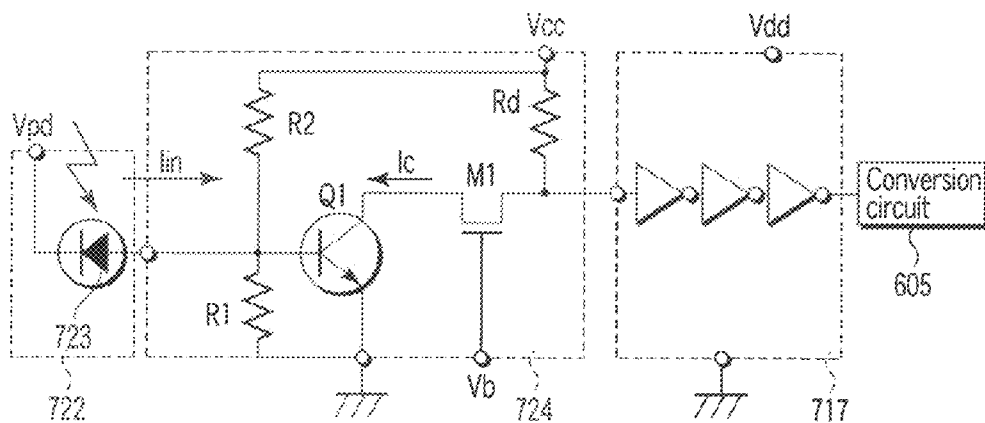 Vcc
Vdd
Vpd
Iin
R2
Rd
Ic
M1
Q1
Conversion
circuit
R1
723
605
722
Vb
724
717